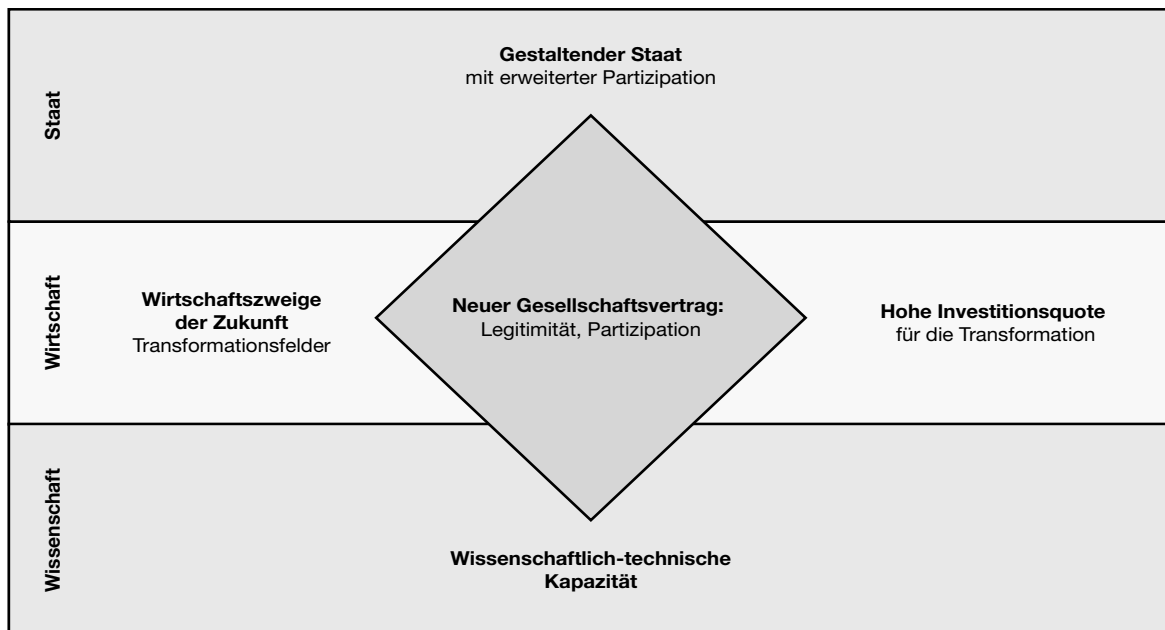 Staat
Gestaltender Staat
mit erweiterter Partizipation
Wirtschaft
Wirtschaftszweige
der Zukunft
Transformationsfelder
Neuer Gesellschaftsvertrag:
Legitimität, Partizipation
Hohe Investitionsquote
für die Transformation
Wissenschaft
Wissenschaftlich-technische
Kapazität